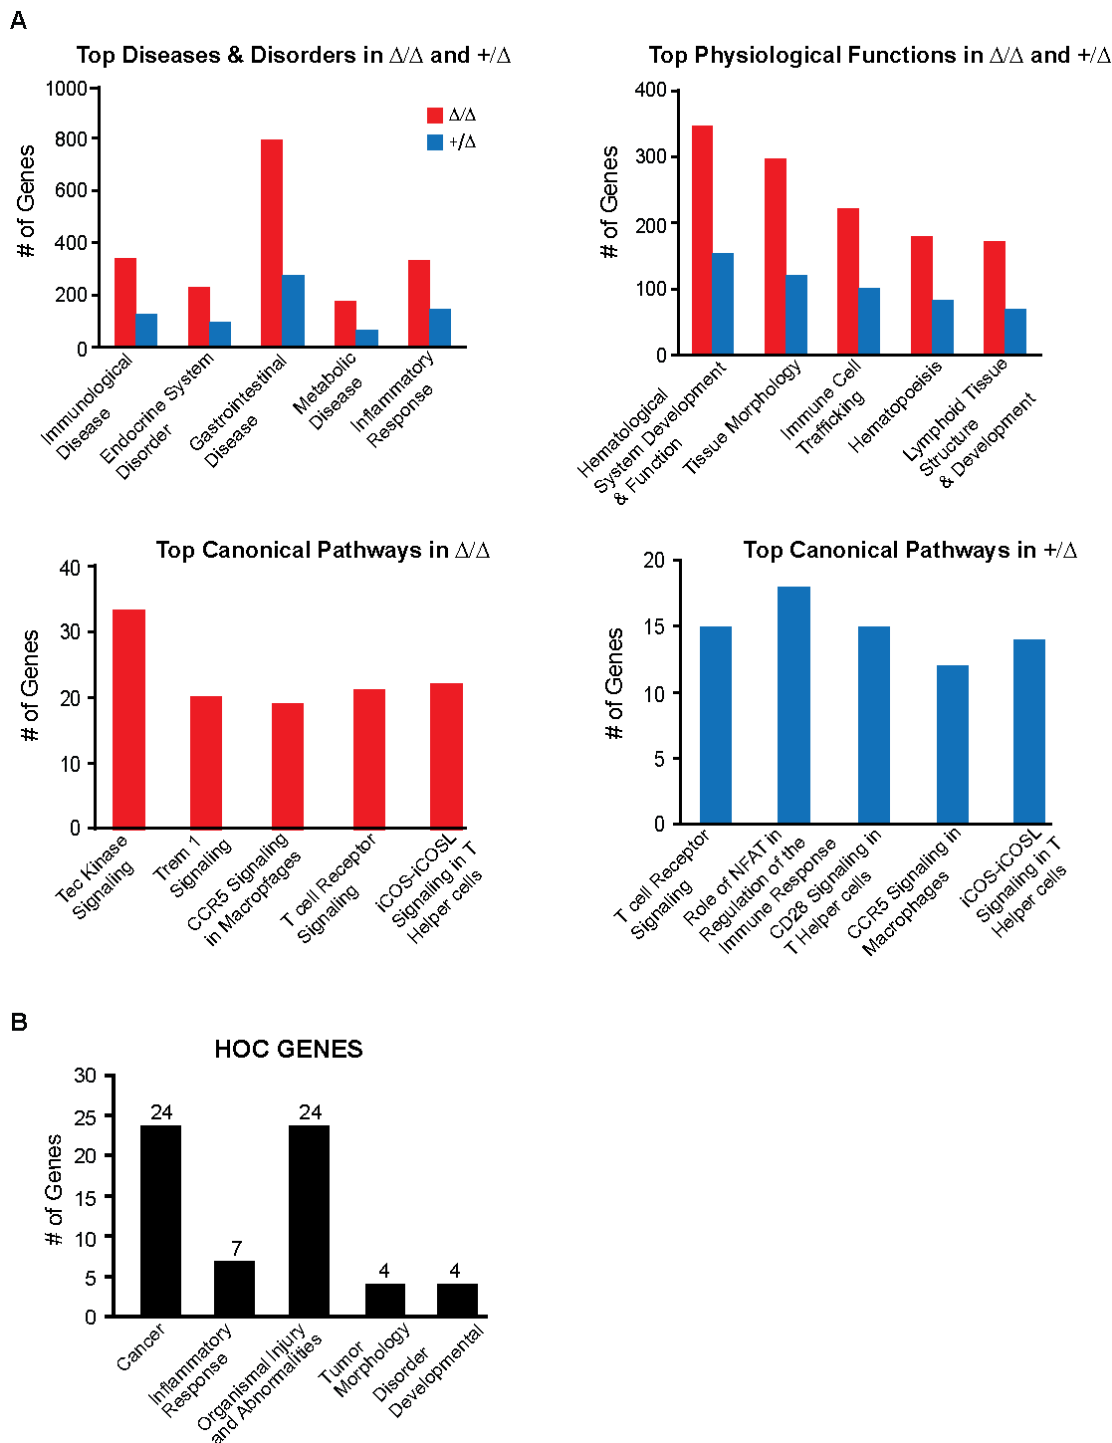 A
Top Diseases & Disorders in Δ/Δ and +/Δ
# of Genes
1000
800
600
400
200
0
Δ/Δ
+/Δ
Immunological
Disease
Endocrine System
Disorder
Gastrointestinal
Disease
Metabolic
Disease
Inflammatory
Response
Top Physiological Functions in Δ/Δ and +/Δ
# of Genes
400
300
200
100
0
Hematological
System Development
& Function
Tissue Morphology
Immune Cell
Trafficking
Hematopoeisis
Lymphoid Tissue
Structure
& Development
Top Canonical Pathways in Δ/Δ
# of Genes
40
30
20
10
0
Tec Kinase
Signaling
Trem 1
Signaling
CCR5 Signaling
in Macropfages
T cell Receptor
Signaling
iCOS-iCOSL
Signaling in T
Helper cells
Top Canonical Pathways in +/Δ
# of Genes
20
15
10
5
0
T cell Receptor
Signaling
Role of NFAT in
Regulation of the
Immune Response
CD28 Signaling in
T Helper cells
CCR5 Signaling in
Macrophages
iCOS-iCOSL
Signaling in T
Helper cells
B
HOC GENES
# of Genes
30
25
20
15
10
5
0
24
7
24
4
4
Cancer
Inflammatory
Response
Organismal Injury
and Abnormalities
Tumor
Morphology
Disorder
Developmental